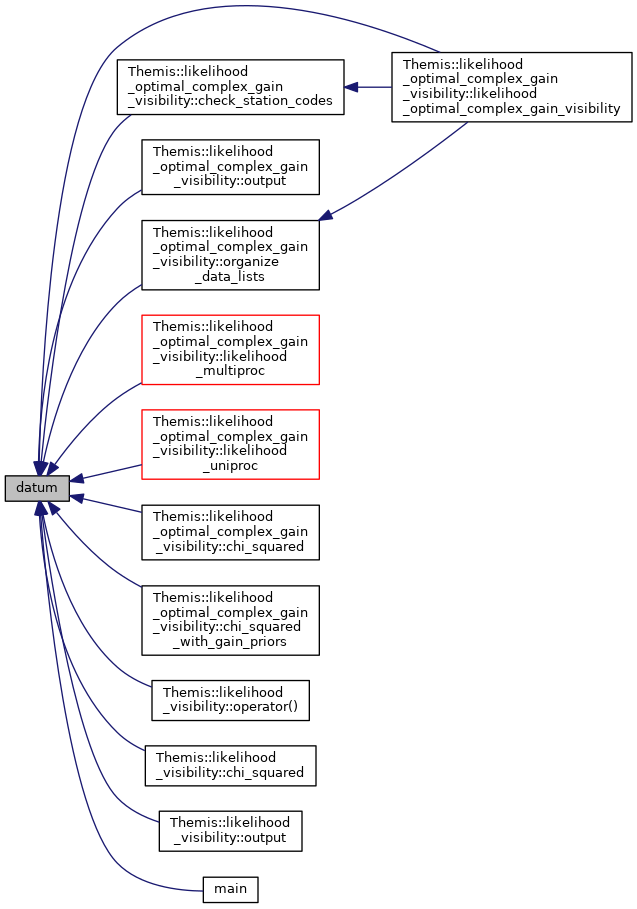 Themis::likelihood
_optimal_complex_gain
_visibility::likelihood
_optimal_complex_gain_visibility
Themis::likelihood
_optimal_complex_gain
_visibility::check_station_codes
Themis::likelihood
_optimal_complex_gain
_visibility::output
Themis::likelihood
_optimal_complex_gain
_visibility::organize
_data_lists
Themis::likelihood
_optimal_complex_gain
_visibility::likelihood
_multiproc
Themis::likelihood
_optimal_complex_gain
_visibility::likelihood
_uniproc
datum
Themis::likelihood
_optimal_complex_gain
_visibility::chi_squared
Themis::likelihood
_optimal_complex_gain
_visibility::chi_squared
_with_gain_priors
Themis::likelihood
_visibility::operator()
Themis::likelihood
_visibility::chi_squared
Themis::likelihood
_visibility::output
main